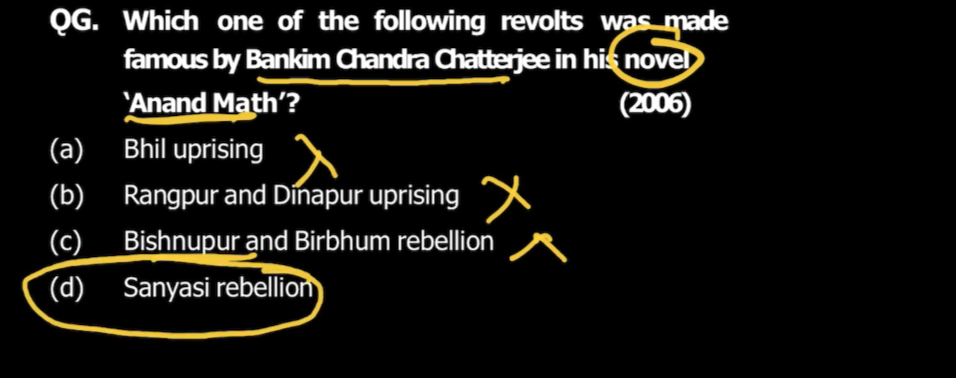 QG. Which one of the following revolts was made
famous by Bankim Chandra Chatterjee in his novel
'Anand Math'? (2006)
(a) Bhil uprising
(b) Rangpur and Dinapur uprising
(c) Bishnupur and Birbhum rebellion
(d) Sanyasi rebellion